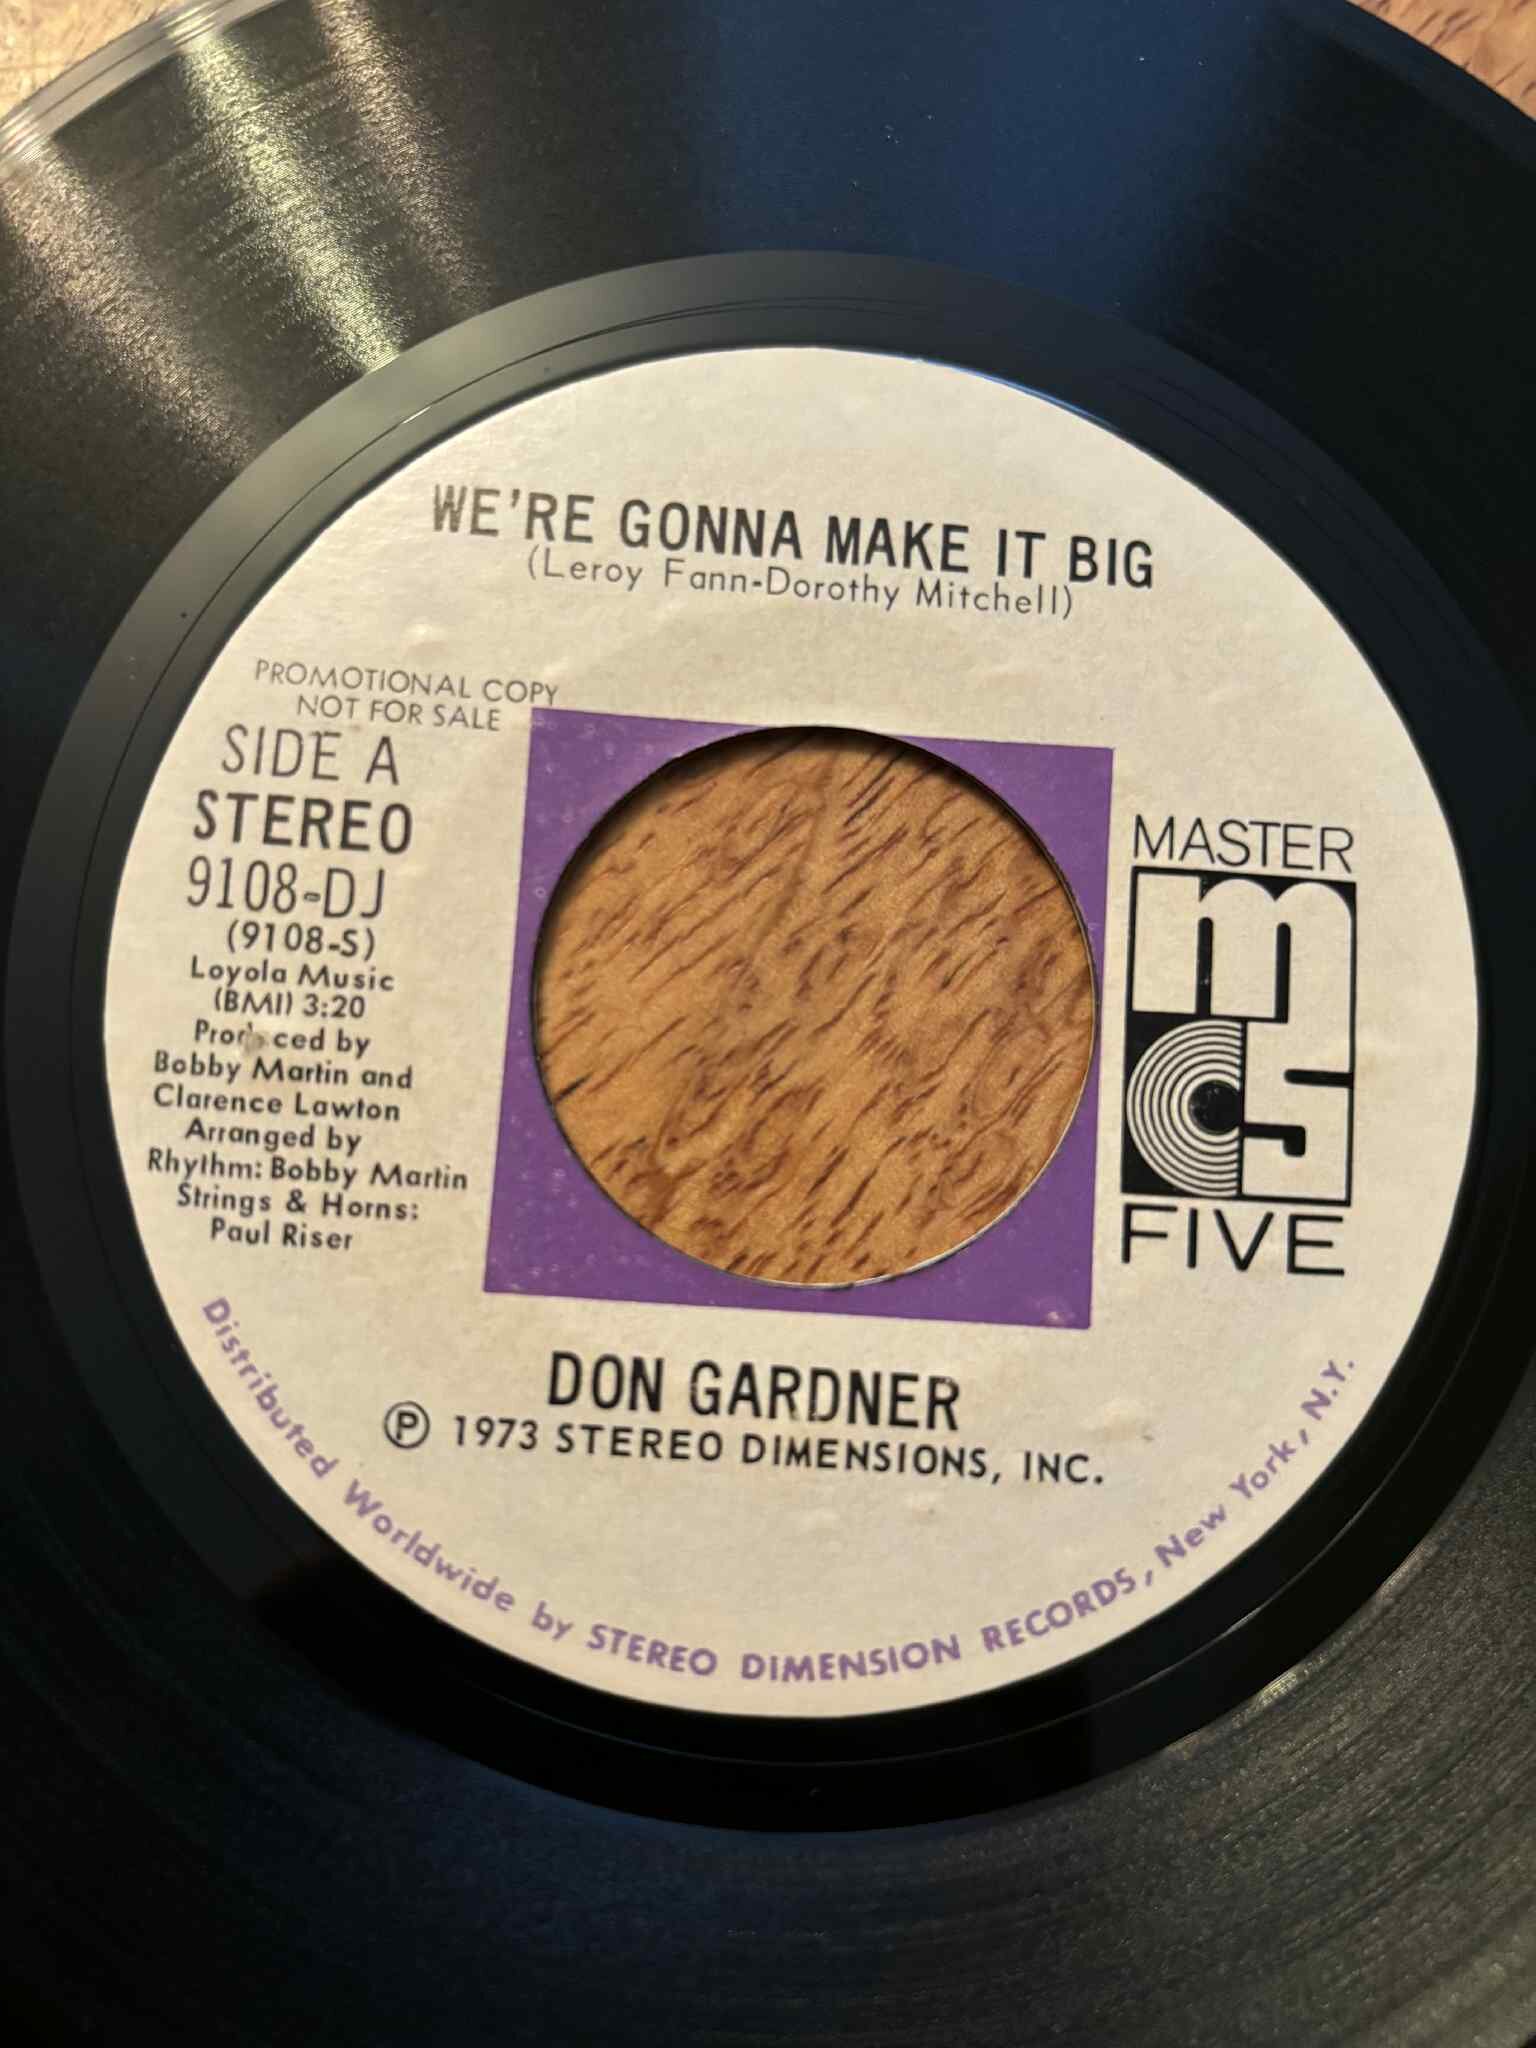 WE'RE GONNA MAKE IT BIG
(Leroy Fann-Dorothy Mitchell)
PROMOTIONAL COPY
NOT FOR SALE
SIDE A
STEREO
9108-DJ
(9108-S)
Loyola Music
(BMI) 3:20
Produced by
Bobby Martin and
Clarence Lawton
Arranged by
Rhythm: Bobby Martin
Strings & Horns:
Paul Riser
MASTER
m5
FIVE
DON GARDNER
℗ 1973 STEREO DIMENSIONS, INC.
Distributed Worldwide by STEREO DIMENSION RECORDS, New York, N.Y.